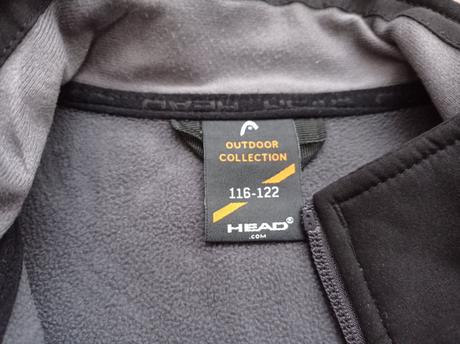 OUTDOOR
COLLECTION
116-122
HEAD®
.COM